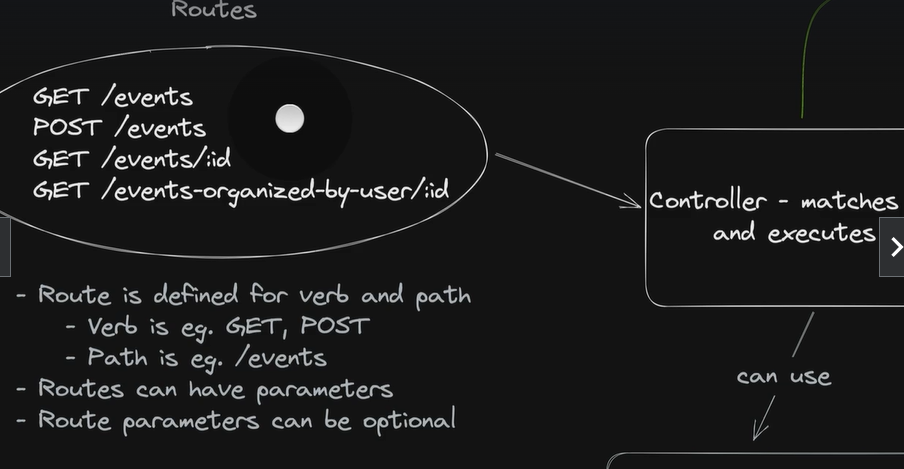 Routes
GET /events
POST /events
GET /events/:id
GET /events-organized-by-user/:id
Controller - matches
and executes
- Route is defined for verb and path
- Verb is eg. GET, POST
- Path is eg. /events
- Routes can have parameters
- Route parameters can be optional
can use